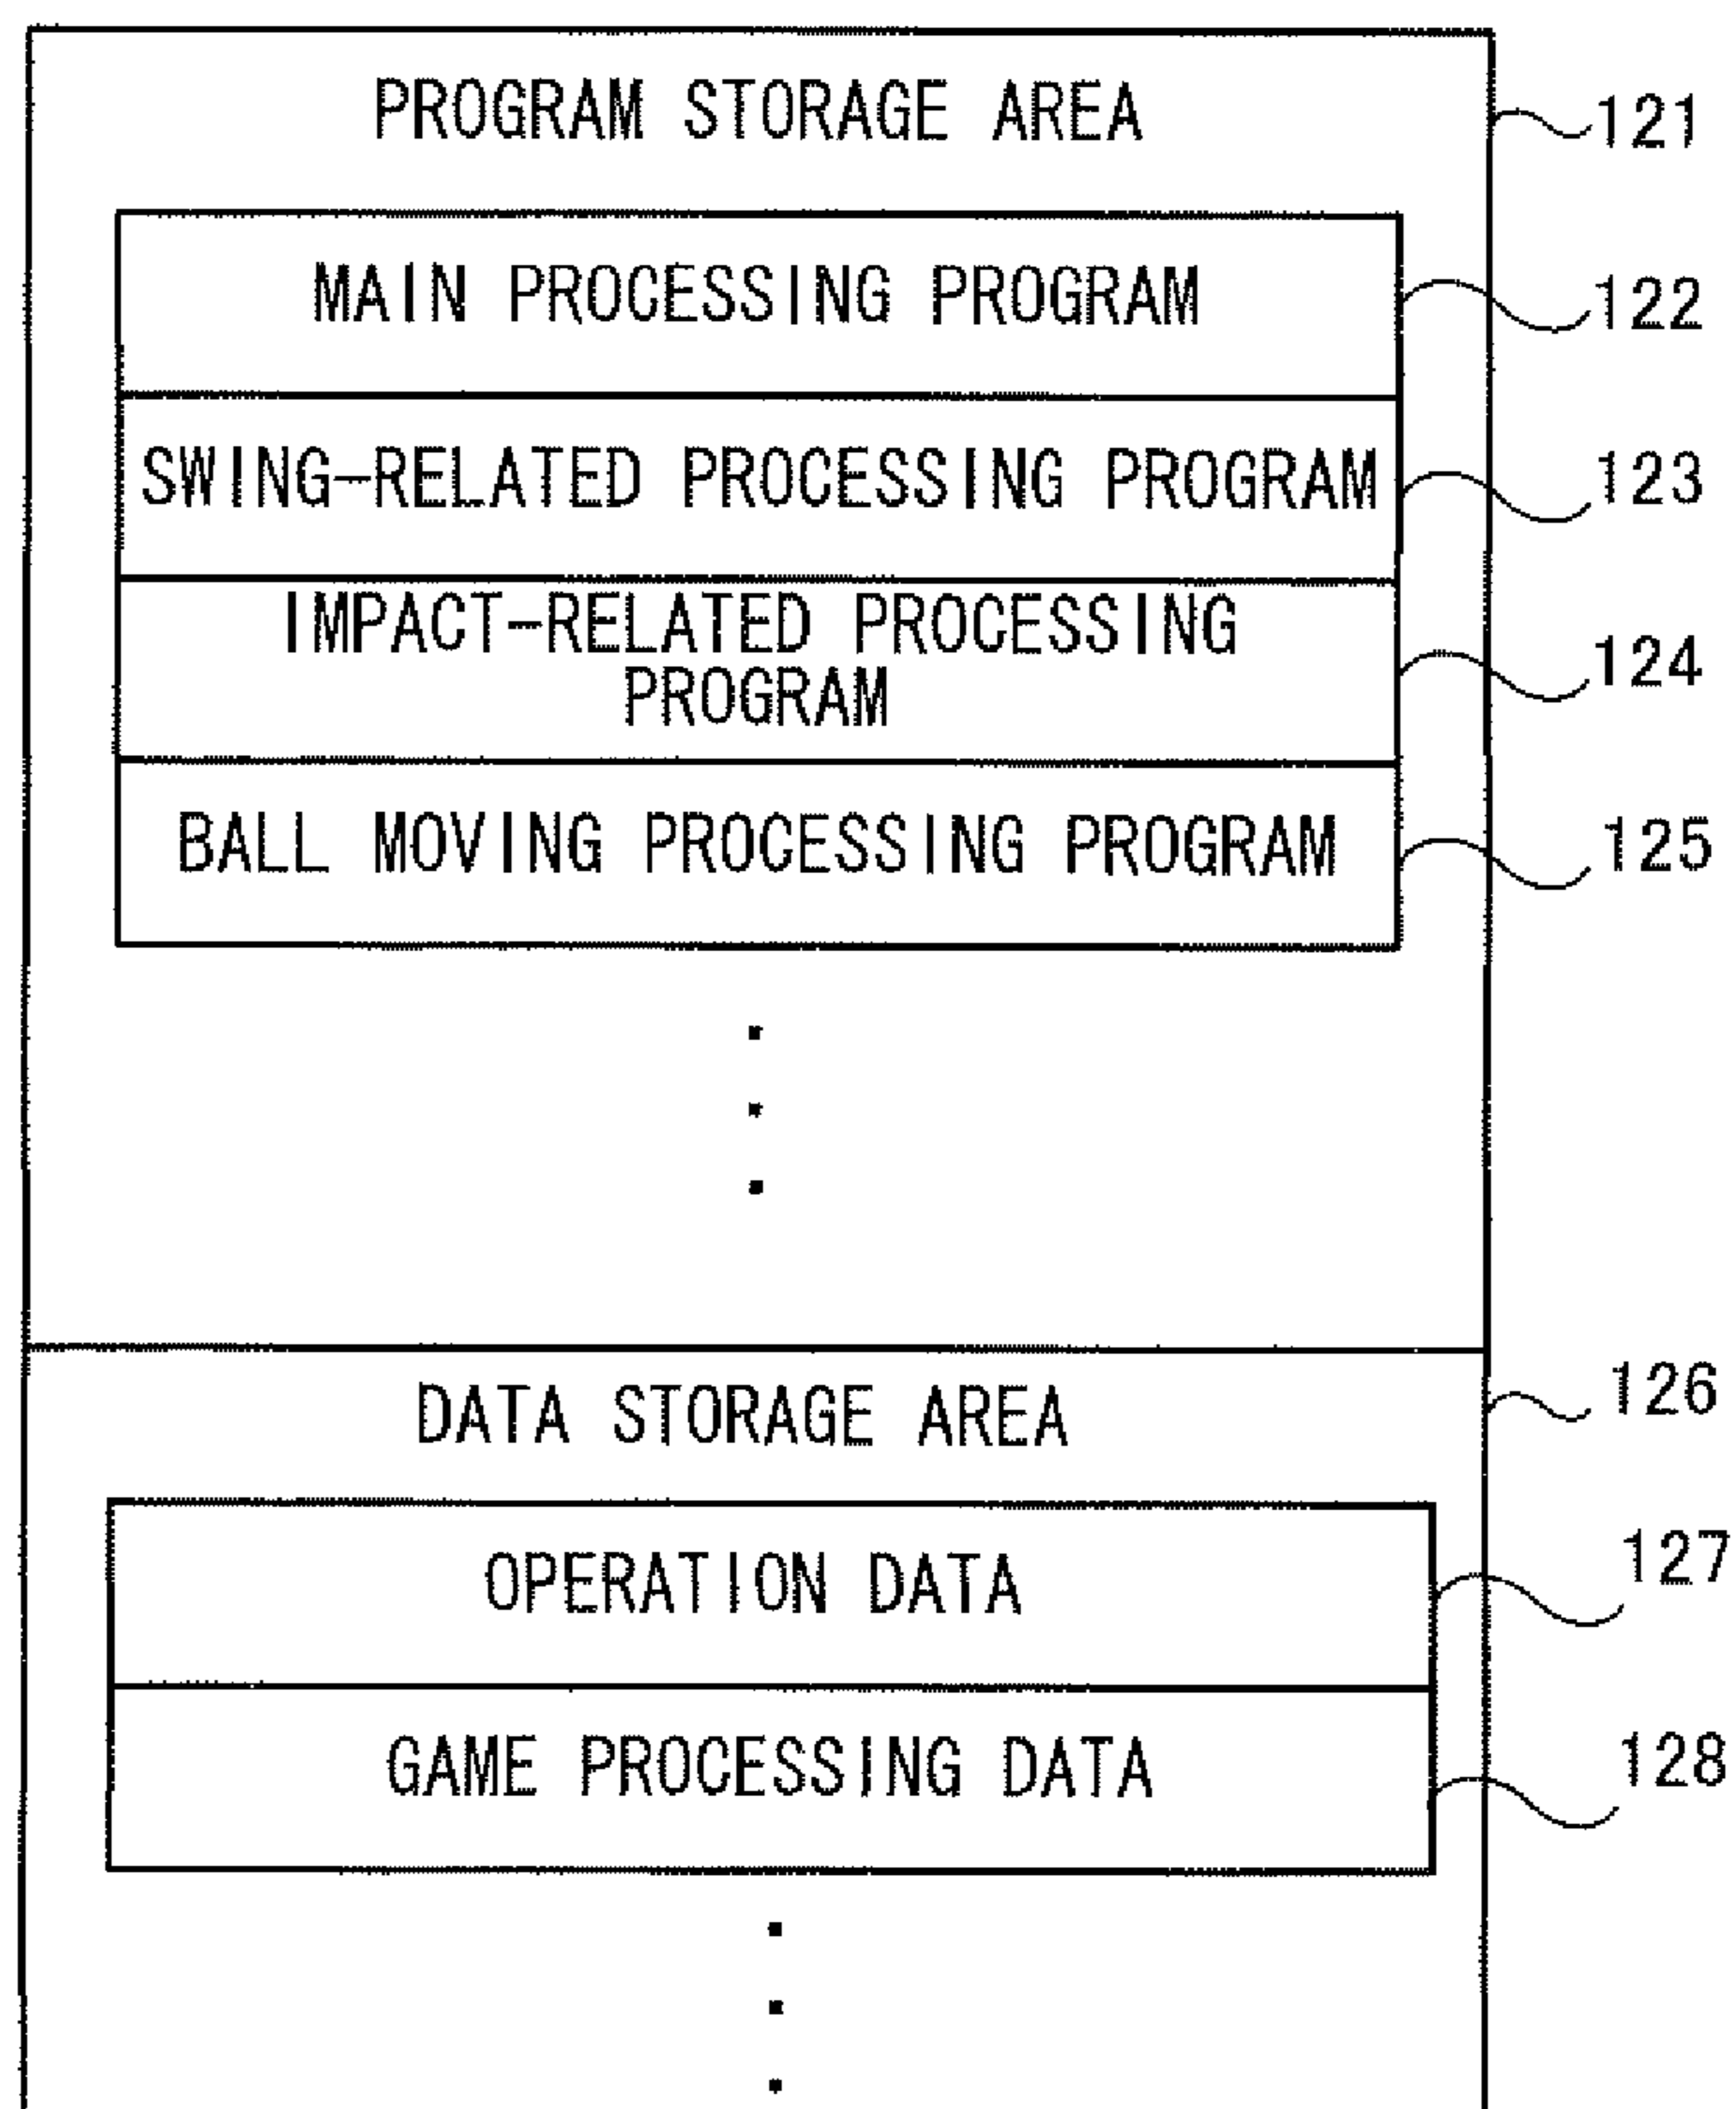 PROGRAM STORAGE AREA 121
MAIN PROCESSING PROGRAM 122
SWING-RELATED PROCESSING PROGRAM 123
IMPACT-RELATED PROCESSING
PROGRAM 124
BALL MOVING PROCESSING PROGRAM 125
DATA STORAGE AREA 126
OPERATION DATA 127
GAME PROCESSING DATA 128